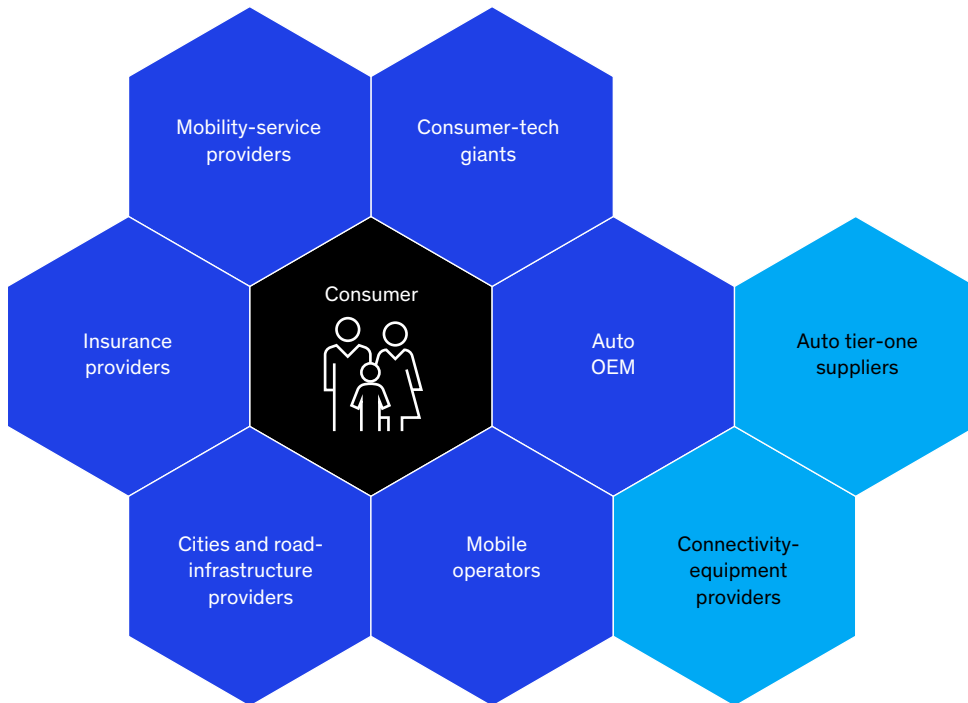 Mobility-service
providers
Consumer-tech
giants
Consumer
Insurance
providers
Auto
OEM
Auto tier-one
suppliers
Cities and road-
infrastructure
providers
Mobile
operators
Connectivity-
equipment
providers